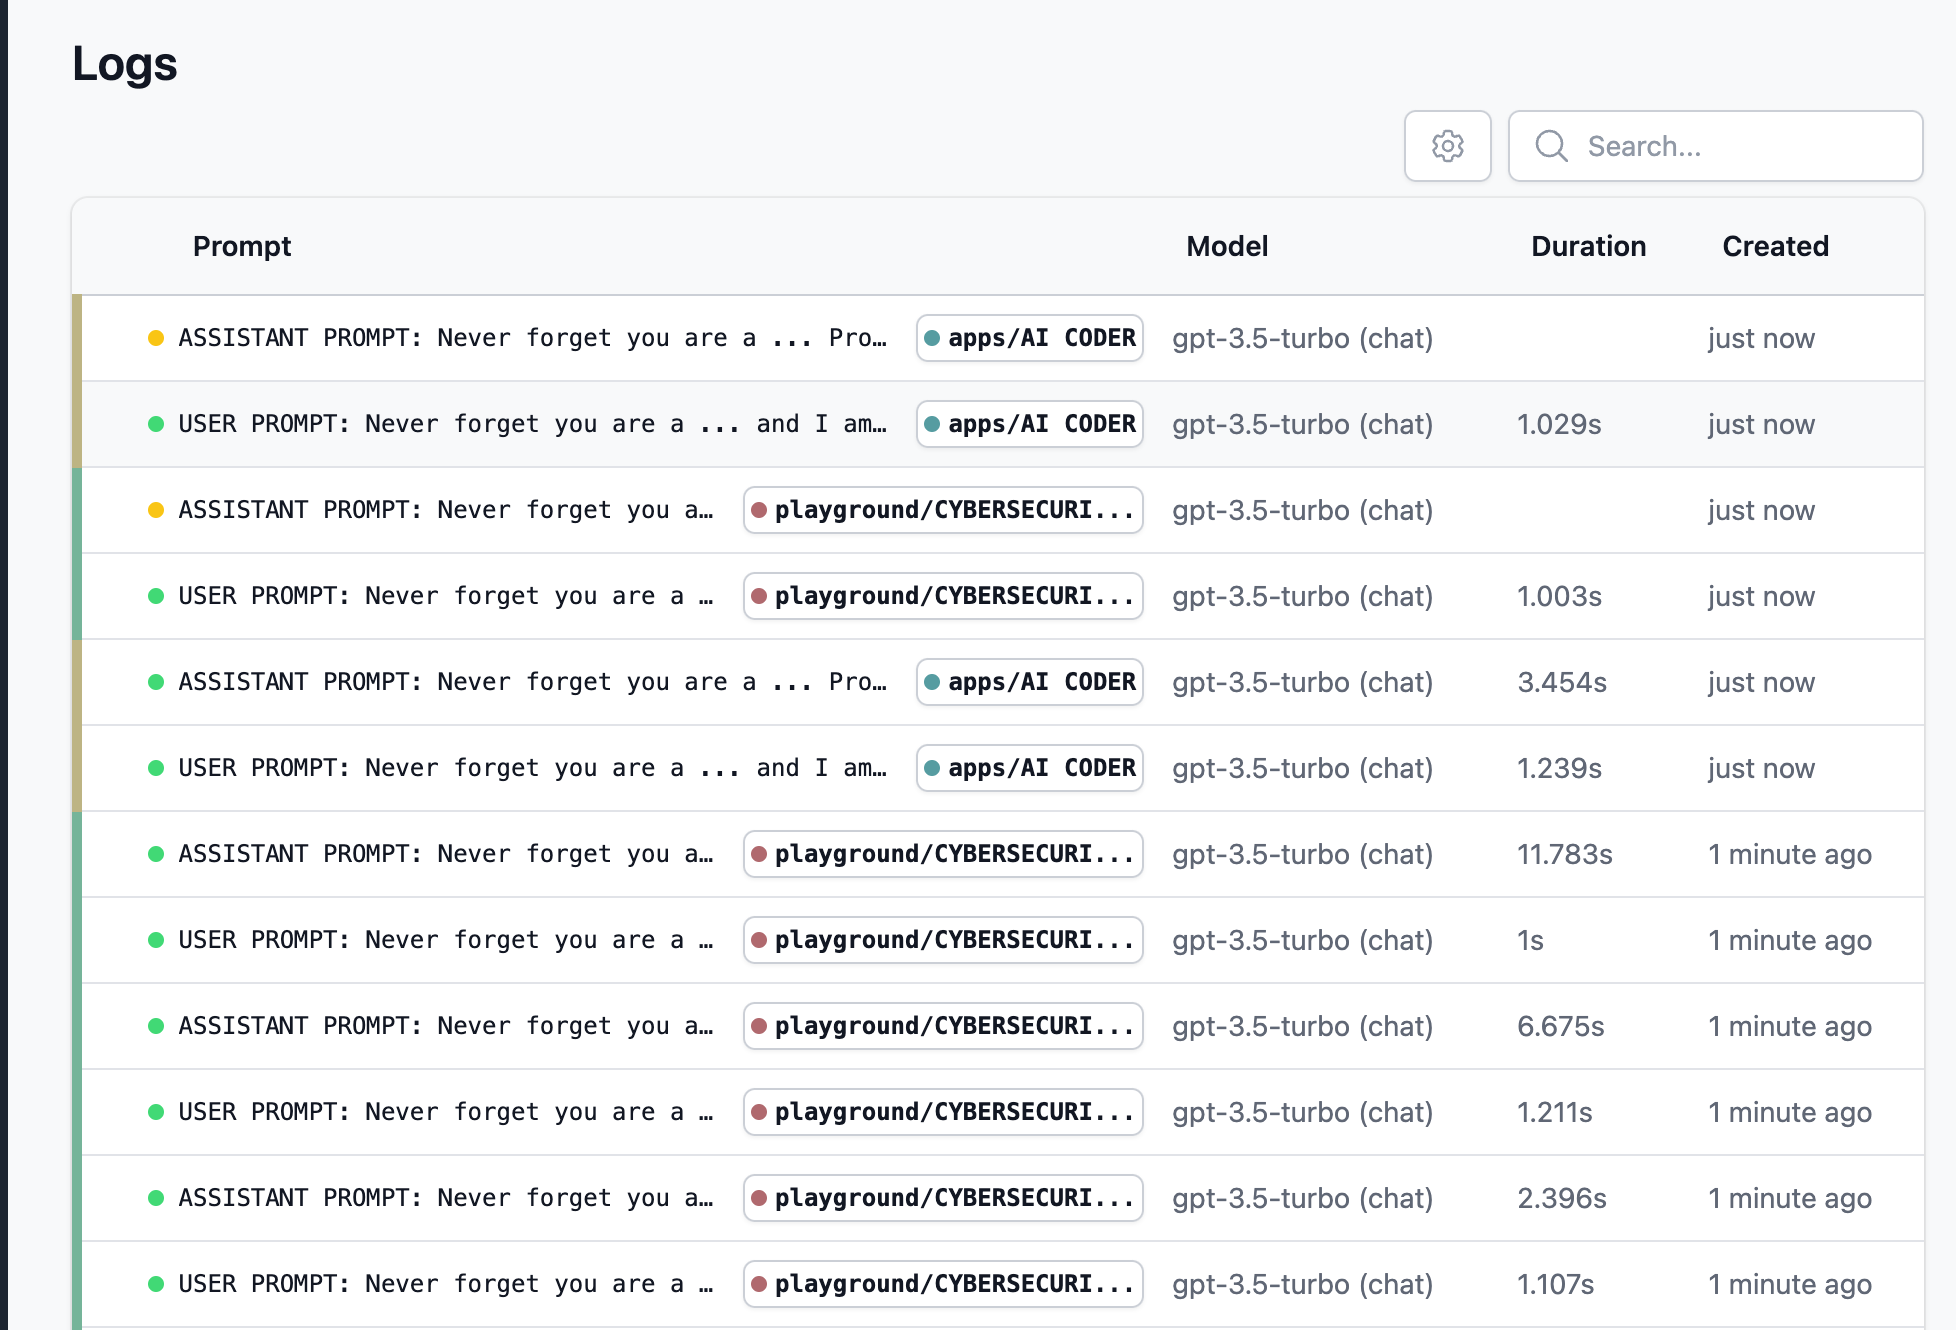 Logs
Search...
Prompt Model Duration Created
ASSISTANT PROMPT: Never forget you are a ... Pro… apps/AI CODER gpt-3.5-turbo (chat) just now
USER PROMPT: Never forget you are a ... and I am… apps/AI CODER gpt-3.5-turbo (chat) 1.029s just now
ASSISTANT PROMPT: Never forget you a… playground/CYBERSECURI... gpt-3.5-turbo (chat) just now
USER PROMPT: Never forget you are a … playground/CYBERSECURI... gpt-3.5-turbo (chat) 1.003s just now
ASSISTANT PROMPT: Never forget you are a ... Pro… apps/AI CODER gpt-3.5-turbo (chat) 3.454s just now
USER PROMPT: Never forget you are a ... and I am… apps/AI CODER gpt-3.5-turbo (chat) 1.239s just now
ASSISTANT PROMPT: Never forget you a… playground/CYBERSECURI... gpt-3.5-turbo (chat) 11.783s 1 minute ago
USER PROMPT: Never forget you are a … playground/CYBERSECURI... gpt-3.5-turbo (chat) 1s 1 minute ago
ASSISTANT PROMPT: Never forget you a… playground/CYBERSECURI... gpt-3.5-turbo (chat) 6.675s 1 minute ago
USER PROMPT: Never forget you are a … playground/CYBERSECURI... gpt-3.5-turbo (chat) 1.211s 1 minute ago
ASSISTANT PROMPT: Never forget you a… playground/CYBERSECURI... gpt-3.5-turbo (chat) 2.396s 1 minute ago
USER PROMPT: Never forget you are a … playground/CYBERSECURI... gpt-3.5-turbo (chat) 1.107s 1 minute ago